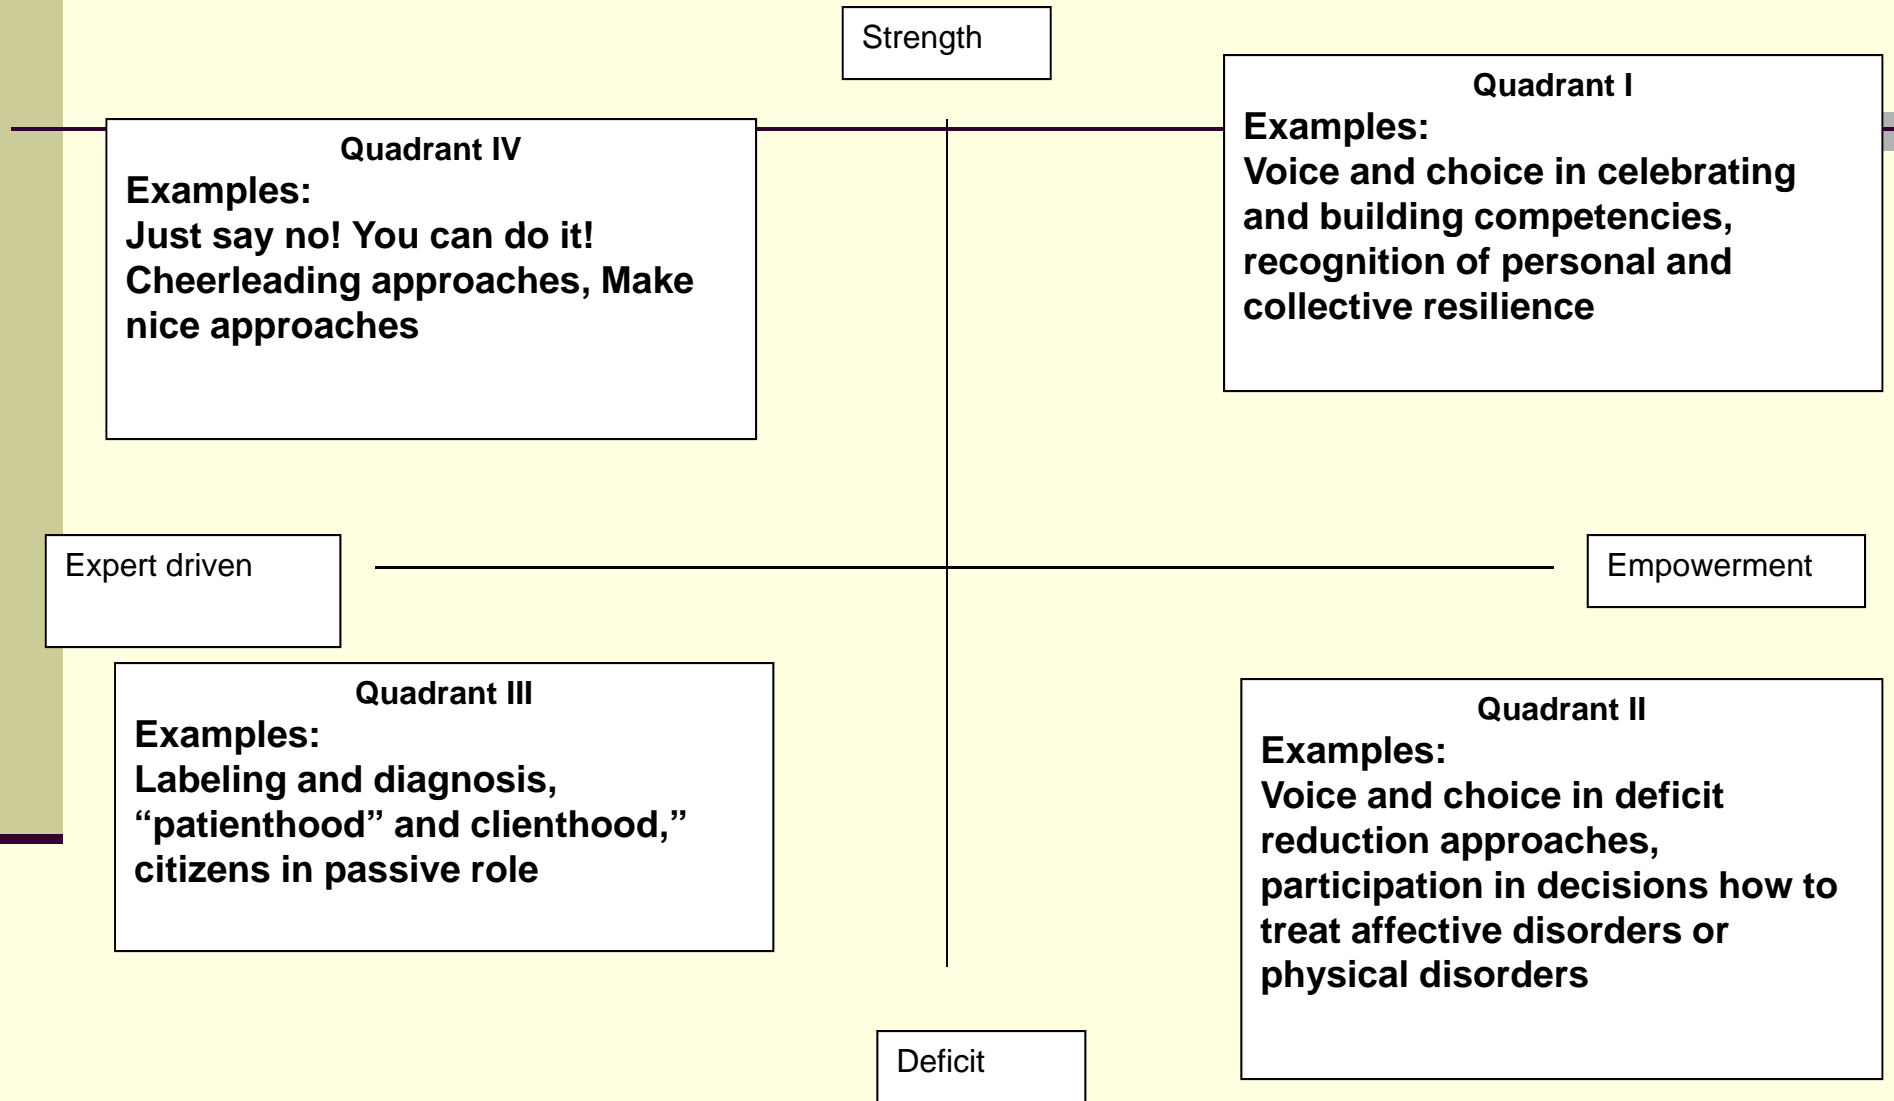 Strength
Quadrant I
Examples:
Voice and choice in celebrating
and building competencies,
recognition of personal and
collective resilience
Quadrant IV
Examples:
Just say no! You can do it!
Cheerleading approaches, Make
nice approaches
Expert driven
Empowerment
Quadrant III
Examples:
Labeling and diagnosis,
“patienthood” and clienthood,”
citizens in passive role
Quadrant II
Examples:
Voice and choice in deficit
reduction approaches,
participation in decisions how to
treat affective disorders or
physical disorders
Deficit